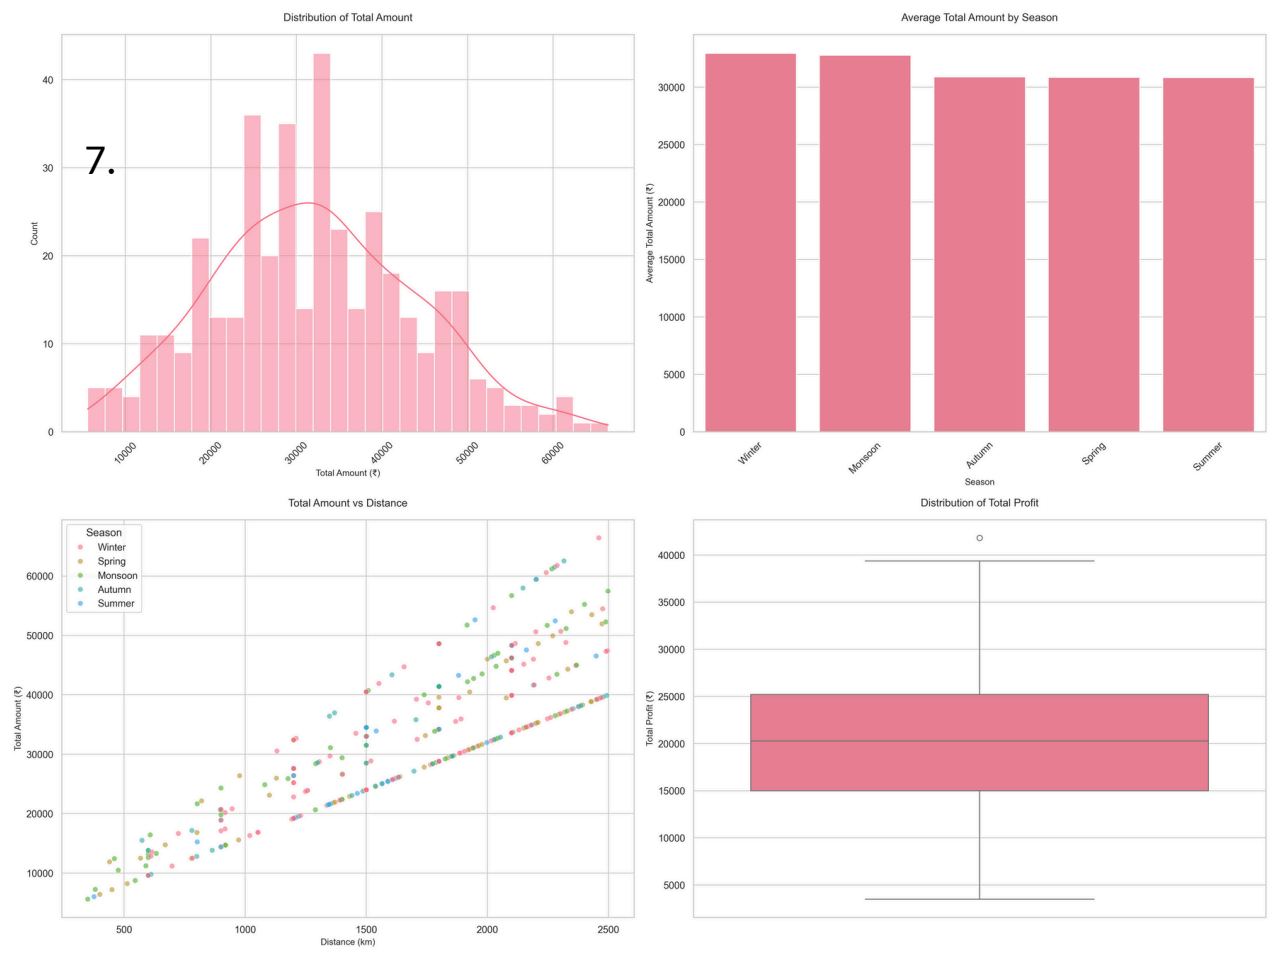 Distribution of Total Amount
40
30
20
10
0
Count
7.
10000
20000
30000
40000
50000
60000
Total Amount (₹)
Average Total Amount by Season
30000
25000
20000
15000
10000
5000
0
Average Total Amount (₹)
Winter
Monsoon
Autumn
Spring
Summer
Season
Total Amount vs Distance
Season
Winter
Spring
Monsoon
Autumn
Summer
60000
50000
40000
30000
20000
10000
Total Amount (₹)
500
1000
1500
2000
2500
Distance (km)
Distribution of Total Profit
40000
35000
30000
25000
20000
15000
10000
5000
Total Profit (₹)